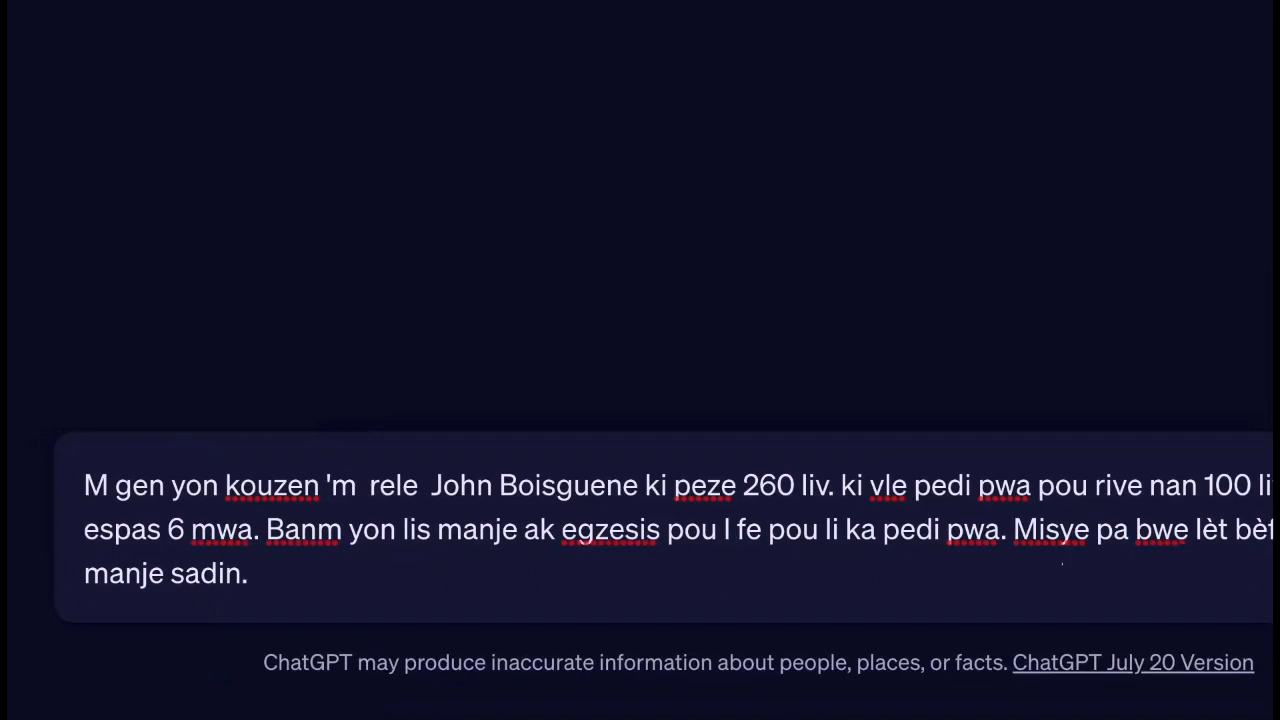 M gen yon kouzen 'm  rele  John Boisguene ki peze 260 liv. ki vle pedi pwa pou rive nan 100
espas 6 mwa. Banm yon lis manje ak egzesis pou l fe pou li ka pedi pwa. Misye pa bwe lèt
manje sadin.
ChatGPT may produce inaccurate information about people, places, or facts. ChatGPT July 20 Version